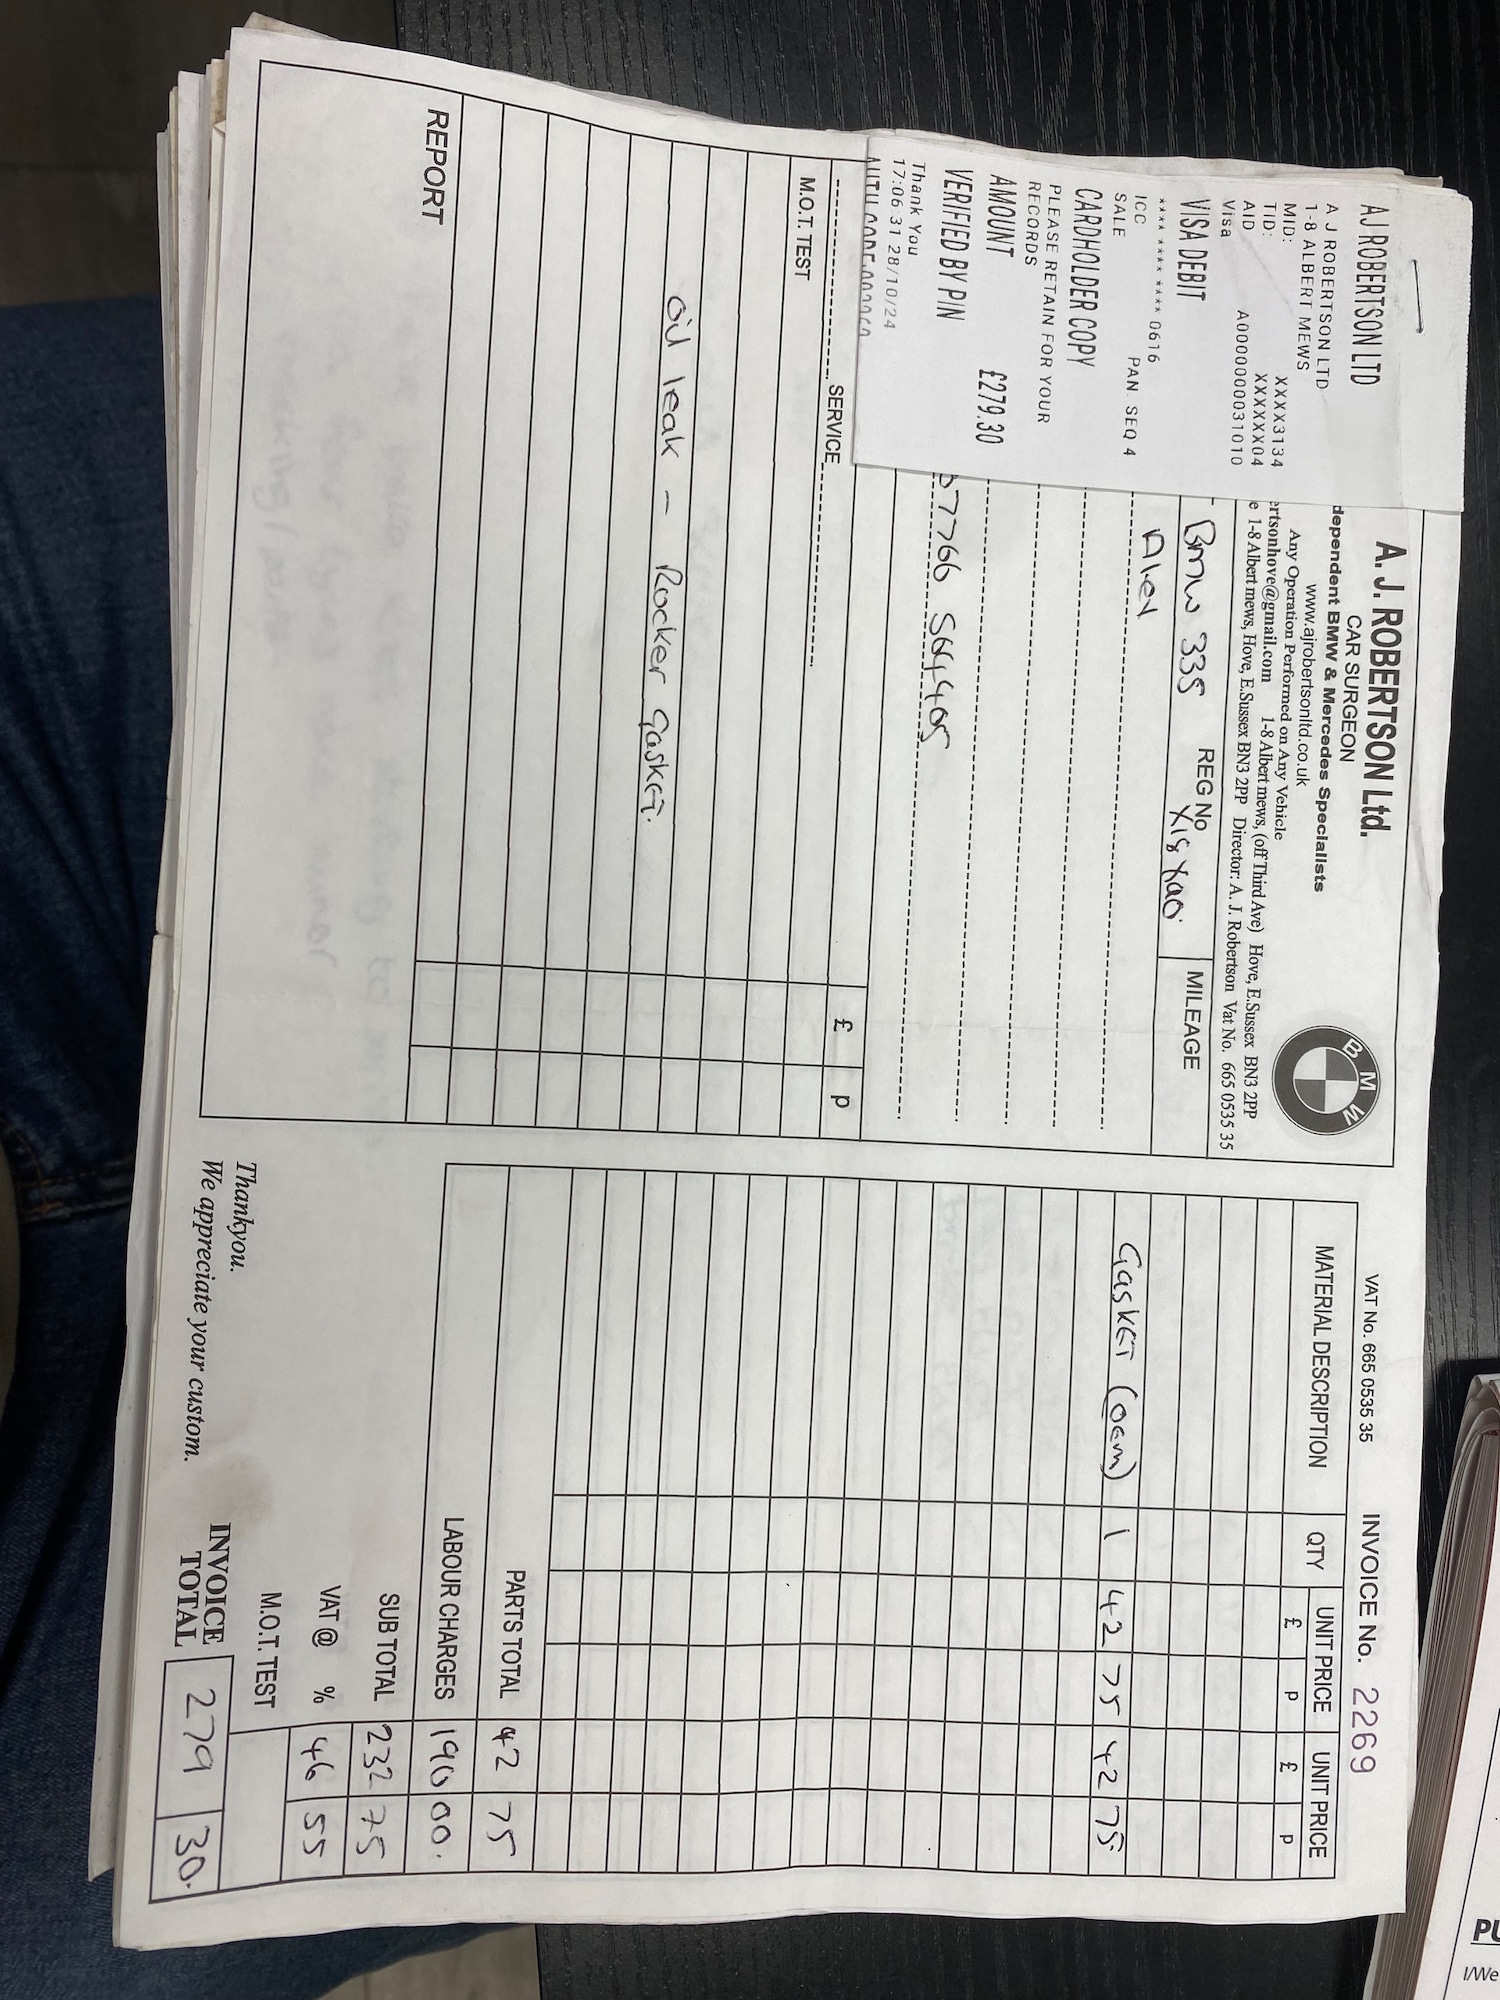 AJ ROBERTSON LTD
A J ROBERTSON LTD
1-8 ALBERT MEWS
MID: XXXX3134
TID: XXXXXX04
AID A0000000031010
Visa
VISA DEBIT
**** **** **** 0616
ICC PAN SEQ 4
SALE
CARDHOLDER COPY
PLEASE RETAIN FOR YOUR
RECORDS
AMOUNT £279.30
VERIFIED BY PIN
Thank You
17:06 31 28/10/24
A. J. ROBERTSON Ltd.
CAR SURGEON
dependent BMW & Mercedes Specialists
www.ajrobertsonltd.co.uk
Any Operation Performed on Any Vehicle
ertsonhove@gmail.com 1-8 Albert mews, (off Third Ave) Hove, E.Sussex BN3 2PP
e 1-8 Albert mews, Hove, E.Sussex BN3 2PP Director: A. J. Robertson Vat No. 665 0535 35
BMW
BMW 335 REG No X18 XAO. MILEAGE
07766 564405
SERVICE £ p
M.O.T. TEST
Oil leak - Rocker Gasket.
REPORT
VAT No. 665 0535 35 INVOICE No. 2269
MATERIAL DESCRIPTION QTY UNIT PRICE UNIT PRICE
£ p £ p
Gasket (oem) 1 42 75 42 75
PARTS TOTAL 42 75
LABOUR CHARGES 190 00.
SUB TOTAL 232 75
VAT @ % 46 55
M.O.T. TEST
Thankyou.
We appreciate your custom.
INVOICE
TOTAL 279 30.
PU
I/We